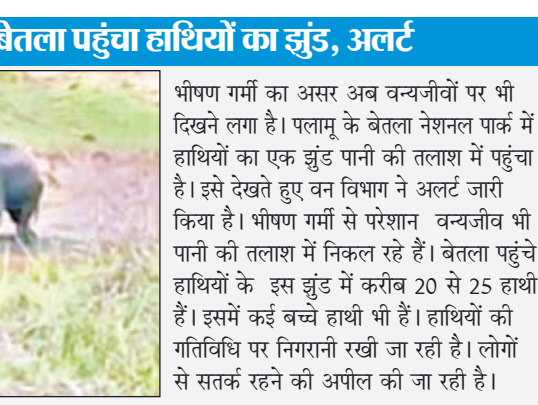 बेतला पहुंचा हाथियों का झुंड, अलर्ट
भीषण गर्मी का असर अब वन्यजीवों पर भी
दिखने लगा है। पलामू के बेतला नेशनल पार्क में
हाथियों का एक झुंड पानी की तलाश में पहुंचा
है। इसे देखते हुए वन विभाग ने अलर्ट जारी
किया है। भीषण गर्मी से परेशान वन्यजीव भी
पानी की तलाश में निकल रहे हैं। बेतला पहुंचे
हाथियों के इस झुंड में करीब 20 से 25 हाथी
हैं। इसमें कई बच्चे हाथी भी हैं। हाथियों की
गतिविधि पर निगरानी रखी जा रही है। लोगों
से सतर्क रहने की अपील की जा रही है।